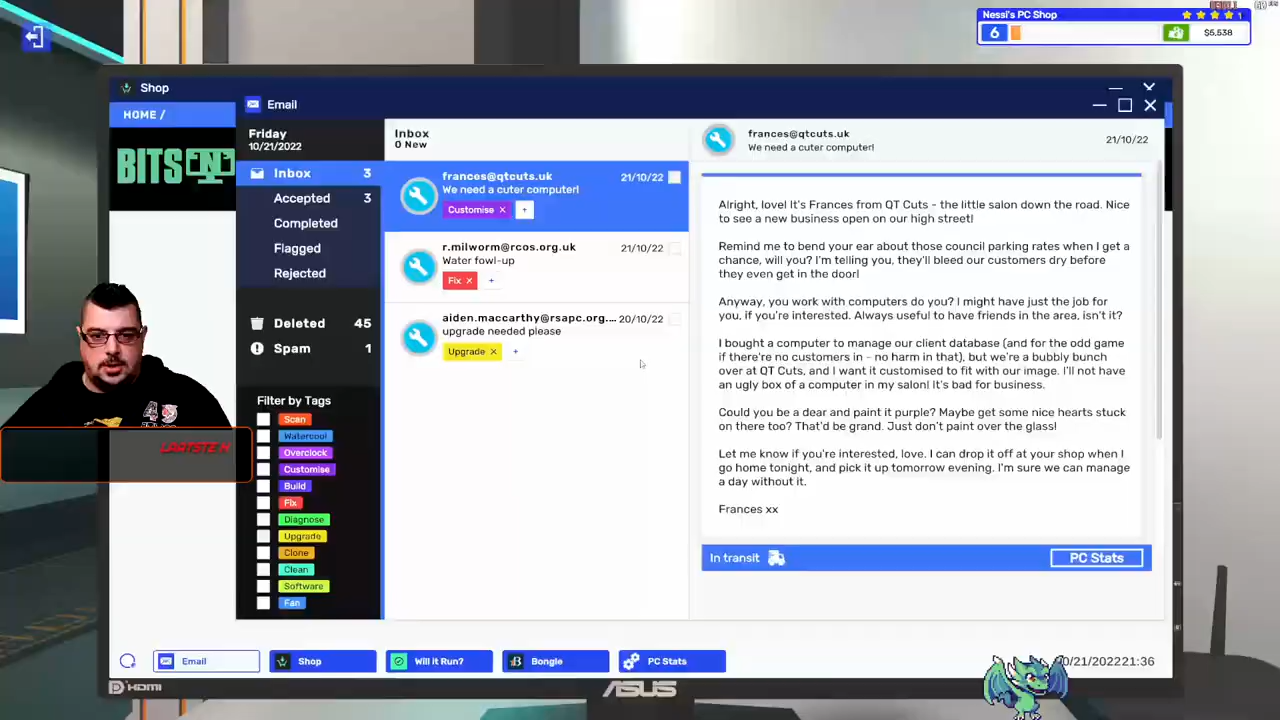 Nessi's PC Shop
1
6
$5,538
Shop
HOME /
BITS N
Email
Friday
10/21/2022
Inbox 3
Accepted 3
Completed
Flagged
Rejected
Deleted 45
Spam 1
Filter by Tags
Scan
Watercool
Overclock
Customise
Build
Fix
Diagnose
Upgrade
Clone
Clean
Software
Fan
Inbox
0 New
frances@qtcuts.uk 21/10/22
We need a cuter computer!
Customise × +
r.milworm@rcos.org.uk 21/10/22
Water fowl-up
Fix × +
aiden.maccarthy@rsapc.org.... 20/10/22
upgrade needed please
Upgrade × +
frances@qtcuts.uk
We need a cuter computer!
21/10/22
Alright, love! It's Frances from QT Cuts - the little salon down the road. Nice
to see a new business open on our high street!
Remind me to bend your ear about those council parking rates when I get a
chance, will you? I'm telling you, they'll bleed our customers dry before
they even get in the door!
Anyway, you work with computers do you? I might have just the job for
you, if you're interested. Always useful to have friends in the area, isn't it?
I bought a computer to manage our client database (and for the odd game
if there're no customers in - no harm in that), but we're a bubbly bunch
over at QT Cuts, and I want it customised to fit with our image. I'll not have
an ugly box of a computer in my salon! It's bad for business.
Could you be a dear and paint it purple? Maybe get some nice hearts stuck
on there too? That'd be grand. Just don't paint over the glass!
Let me know if you're interested, love. I can drop it off at your shop when I
go home tonight, and pick it up tomorrow evening. I'm sure we can manage
a day without it.
Frances xx
In transit
PC Stats
Email
Shop
Will it Run?
Bongle
PC Stats
10/21/2022 21:36
HDMI
ASUS